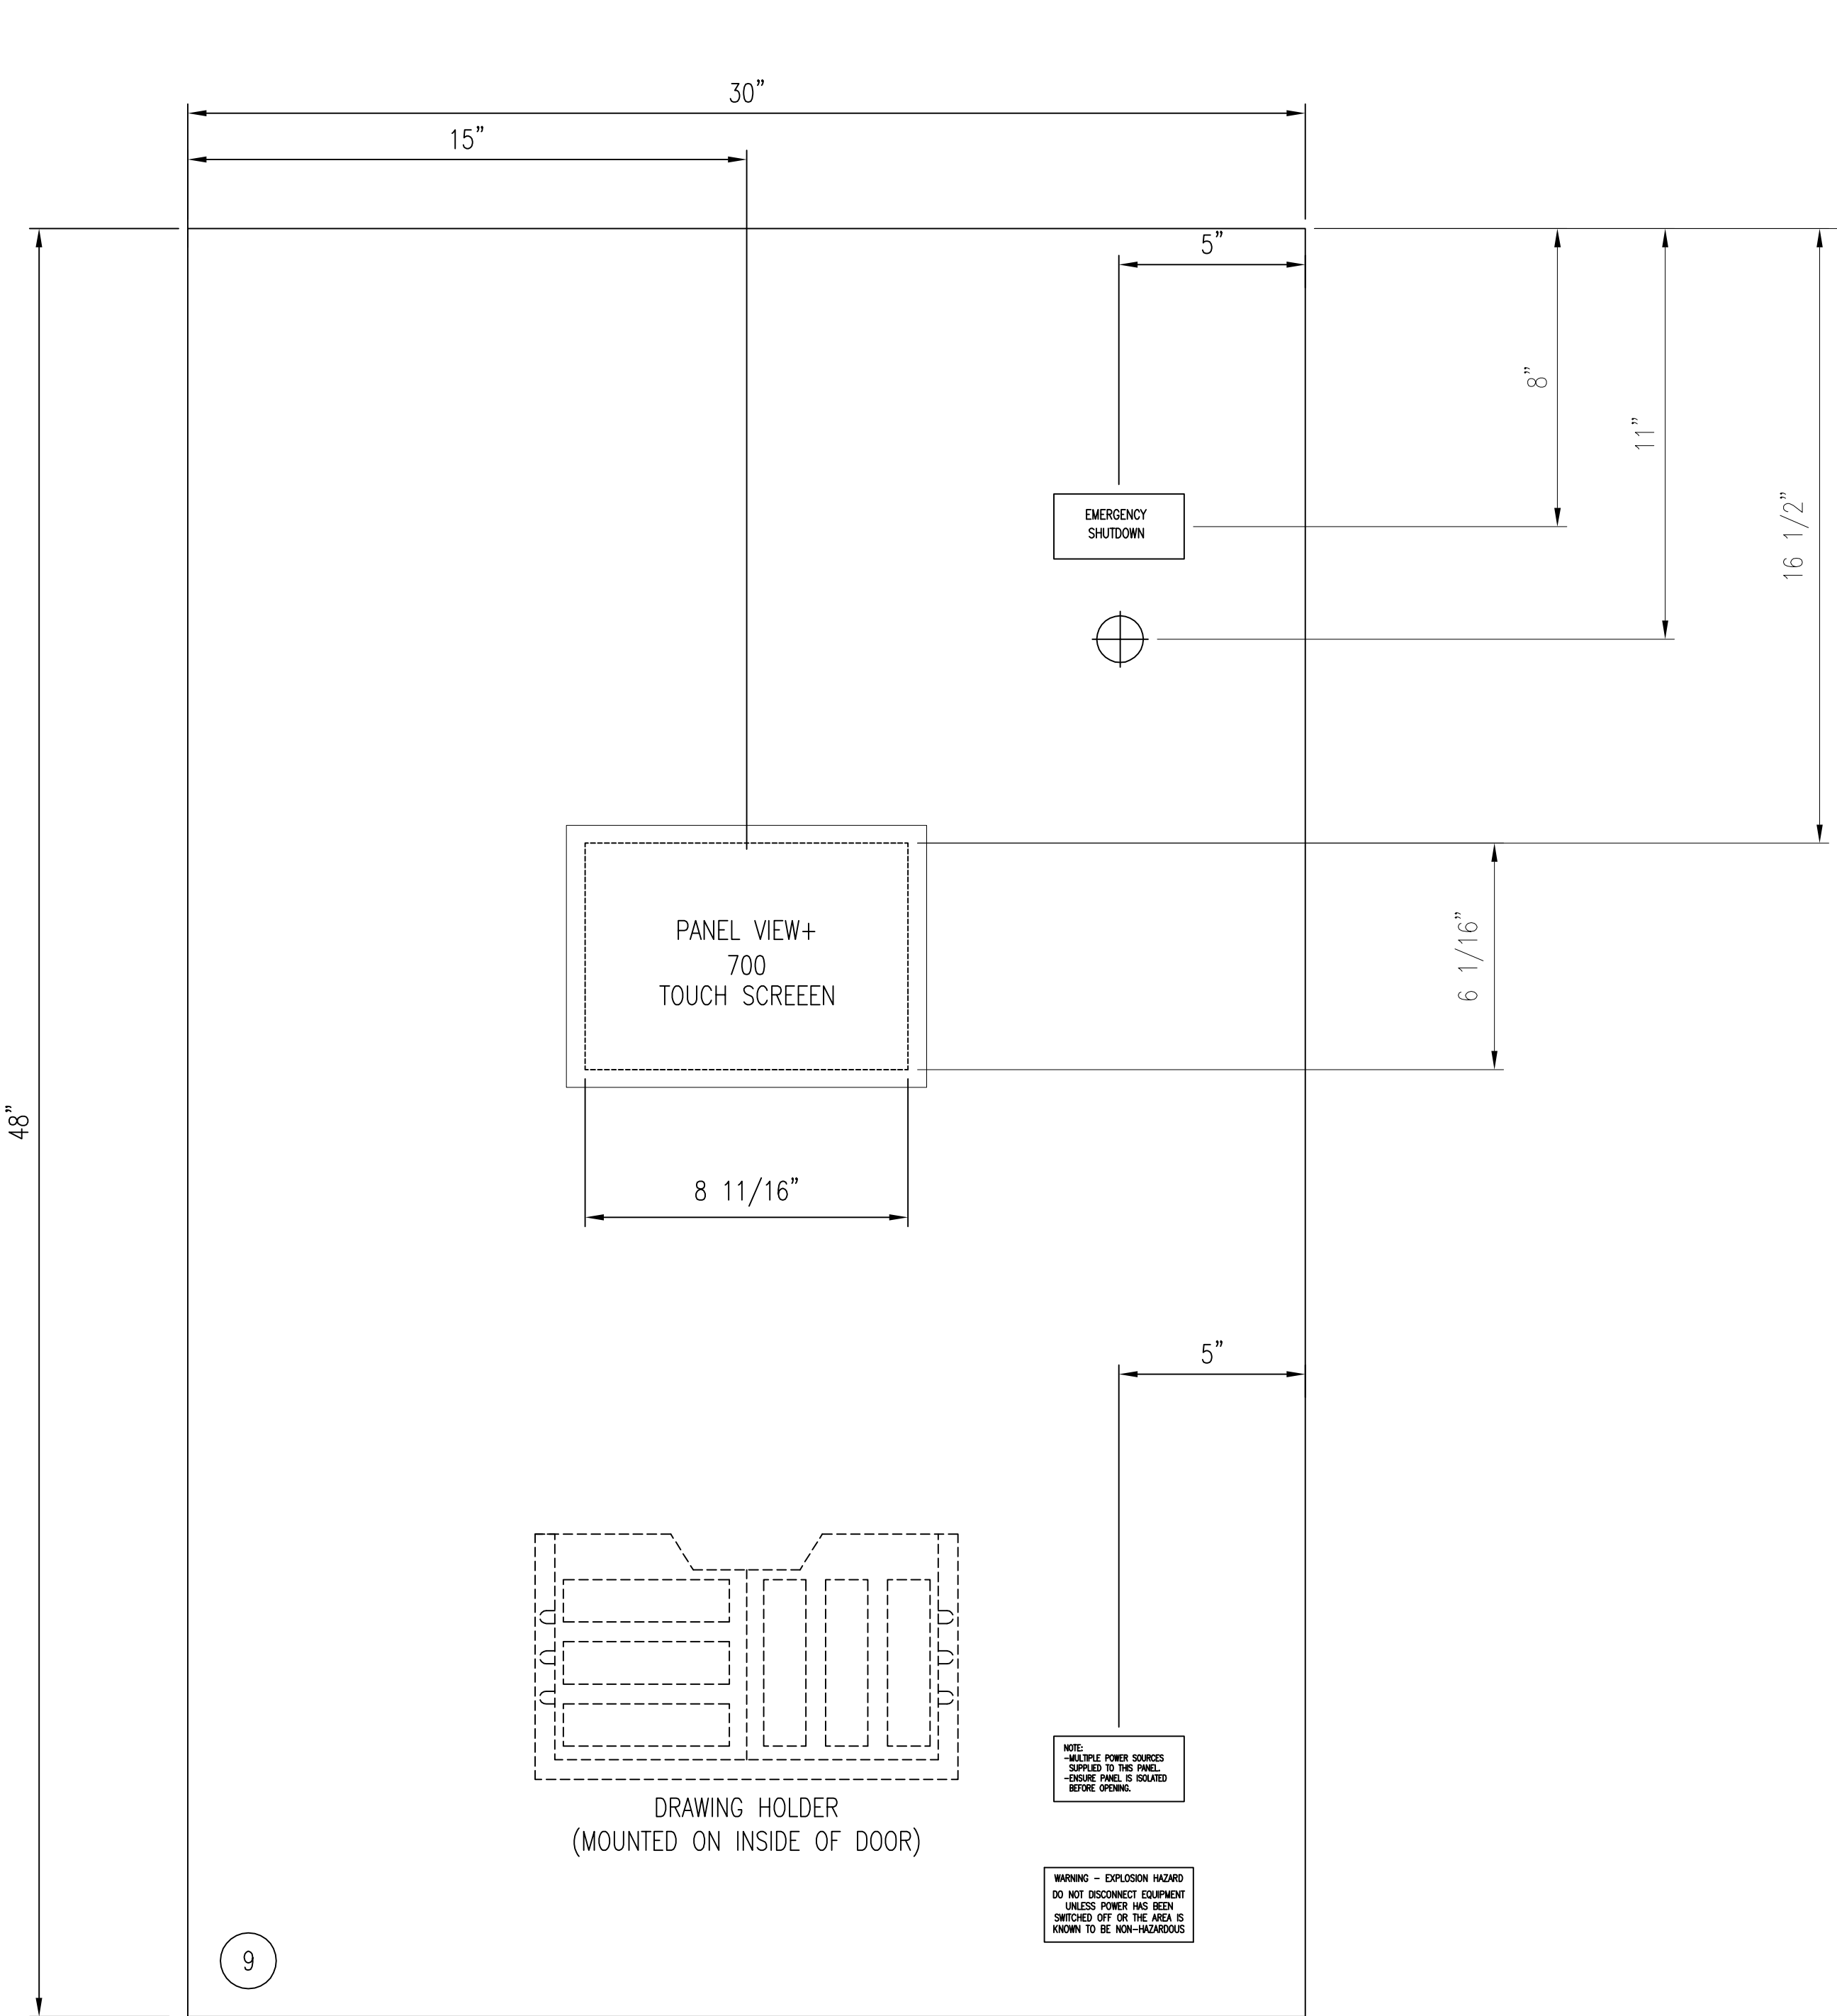 30"
15"
5"
8"
11"
16 1/2"
EMERGENCY
SHUTDOWN
PANEL VIEW+
700
TOUCH SCREEEN
6 1/16"
48"
8 11/16"
5"
NOTE:
-MULTIPLE POWER SOURCES
SUPPLIED TO THIS PANEL.
-ENSURE PANEL IS ISOLATED
BEFORE OPENING.
DRAWING HOLDER
(MOUNTED ON INSIDE OF DOOR)
WARNING - EXPLOSION HAZARD
DO NOT DISCONNECT EQUIPMENT
UNLESS POWER HAS BEEN
SWITCHED OFF OR THE AREA IS
KNOWN TO BE NON-HAZARDOUS
9